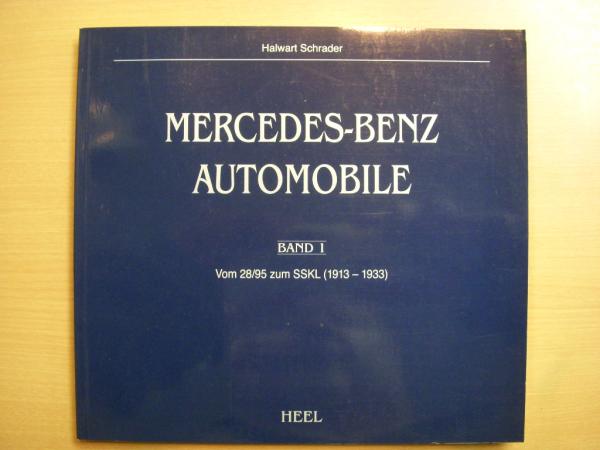 Halwart Schrader
MERCEDES-BENZ
AUTOMOBILE
BAND I
Vom 28/95 zum SSKL (1913 – 1933)
HEEL